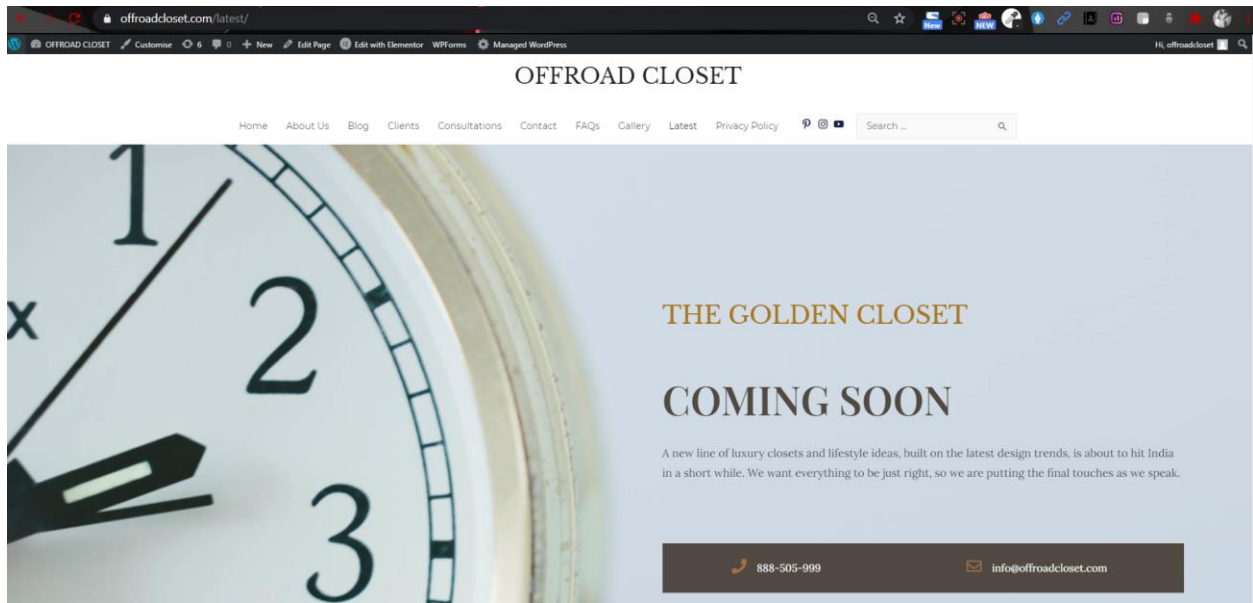 offroadcloset.com/latest/
New
NEW
OFFROAD CLOSET Customise 6 0 + New Edit Page Edit with Elementor WPForms Managed WordPress Hi, offroadcloset
OFFROAD CLOSET
Home About Us Blog Clients Consultations Contact FAQs Gallery Latest Privacy Policy Search ...
1
2
3
x
THE GOLDEN CLOSET
COMING SOON
A new line of luxury closets and lifestyle ideas, built on the latest design trends, is about to hit India
in a short while. We want everything to be just right, so we are putting the final touches as we speak.
888-505-999 info@offroadcloset.com